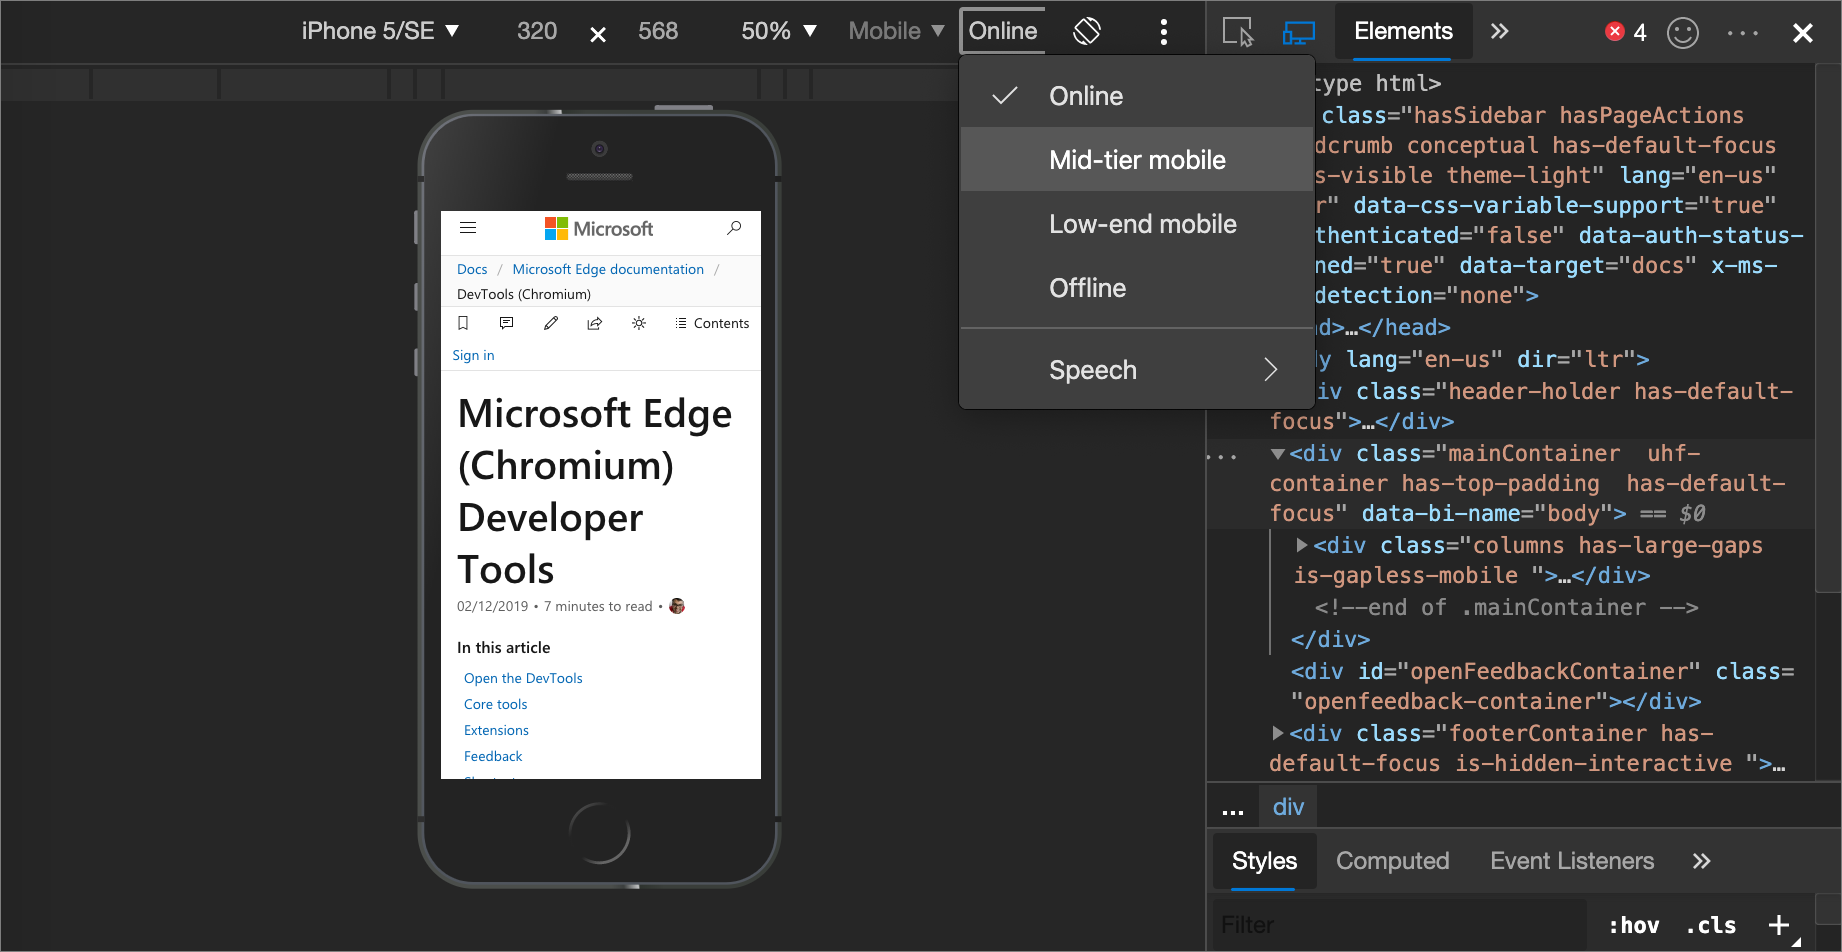 iPhone 5/SE ▼ 320 × 568 50% ▼ Mobile ▼ Online
Elements » 4
Online
Mid-tier mobile
Low-end mobile
Offline
Speech
Microsoft
Docs / Microsoft Edge documentation /
DevTools (Chromium)
Contents
Sign in
Microsoft Edge
(Chromium)
Developer
Tools
02/12/2019 • 7 minutes to read •
In this article
Open the DevTools
Core tools
Extensions
Feedback
type html>
class="hasSidebar hasPageActions
dcrumb conceptual has-default-focus
s-visible theme-light" lang="en-us"
r" data-css-variable-support="true"
thenticated="false" data-auth-status-
ned="true" data-target="docs" x-ms-
detection="none">
d>…</head>
dy lang="en-us" dir="ltr">
iv class="header-holder has-default-
focus">…</div>
... ▼<div class="mainContainer  uhf-
container has-top-padding  has-default-
focus" data-bi-name="body"> == $0
▶<div class="columns has-large-gaps
is-gapless-mobile ">…</div>
<!--end of .mainContainer -->
</div>
<div id="openFeedbackContainer" class=
"openfeedback-container"></div>
▶<div class="footerContainer has-
default-focus is-hidden-interactive ">…
... div
Styles Computed Event Listeners »
Filter :hov .cls +